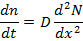 dn/dt = D d²N/dx²